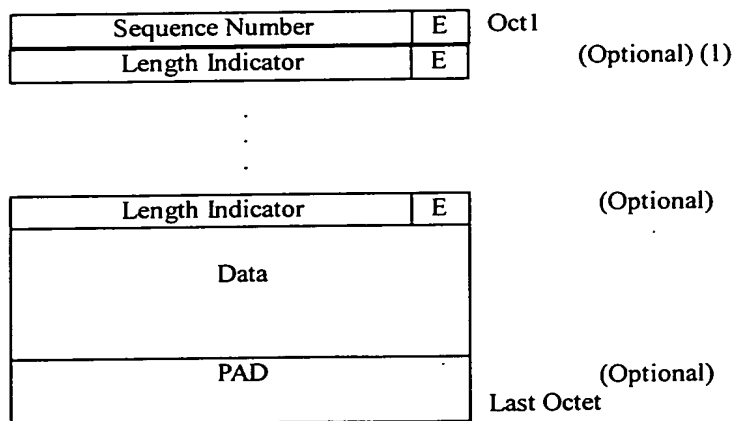 Sequence Number E Oct1
Length Indicator E (Optional) (1)
Length Indicator E (Optional)
Data
PAD (Optional)
Last Octet